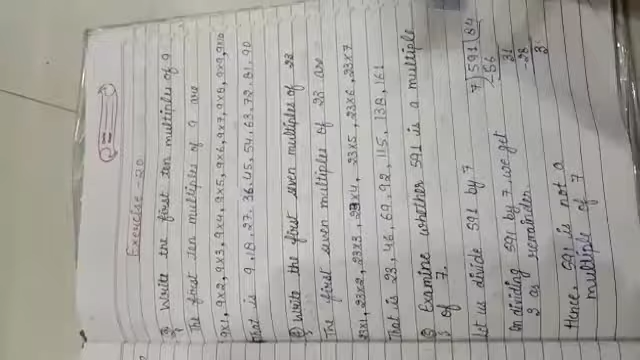 Exercise - 20
Q1 Write the first ten multiples of 9
The first ten multiples of 9 are
9x1, 9x2, 9x3, 9x4, 9x5, 9x6, 9x7, 9x8, 9x9, 9x10
That is 9, 18, 27, 36, 45, 54, 63, 72, 81, 90
Q2 Write the first seven multiples of 23
The first seven multiples of 23 are
23x1, 23x2, 23x3, 23x4, 23x5, 23x6, 23x7
That is 23, 46, 69, 92, 115, 138, 161
Q3 Examine whether 591 is a multiple
of 7.
Let us divide 591 by 7
7) 591 ( 84
-56
31
-28
3
On dividing 591 by 7 we get
3 as remainder.
Hence, 591 is not a
multiple of 7